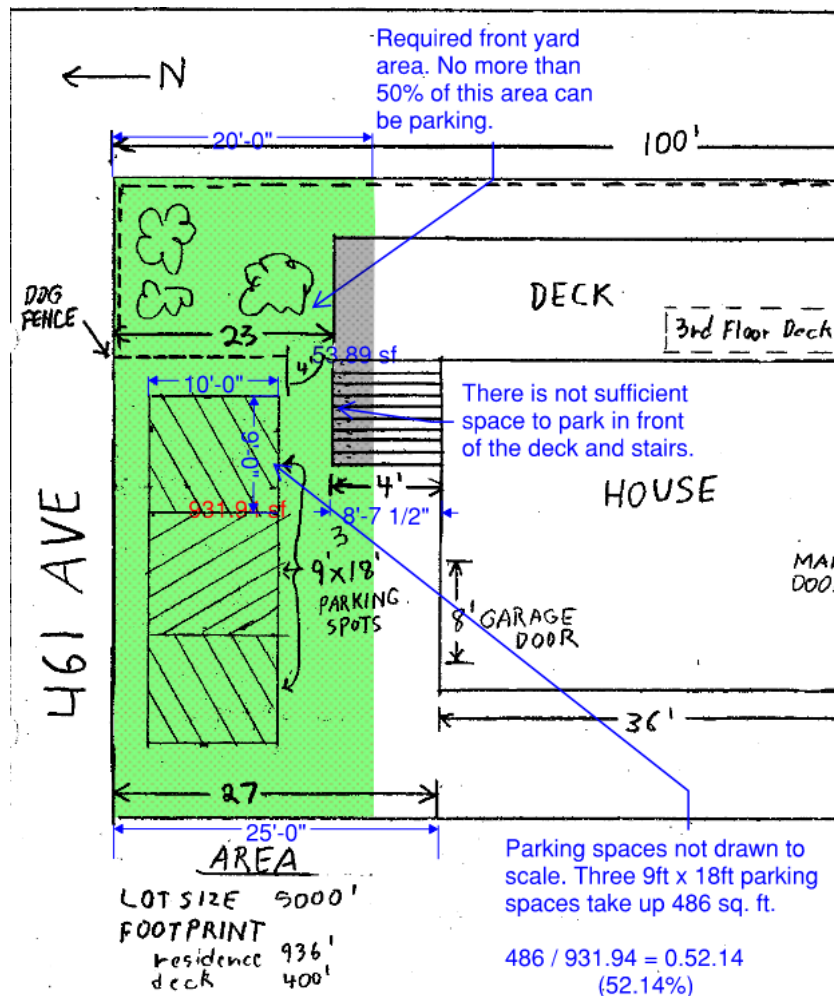 N
Required front yard
area. No more than
50% of this area can
be parking.
20'-0"
100'
DECK
DOG
FENCE
3rd Floor Deck
23
53.89 sf
4'
10'-0"
There is not sufficient
space to park in front
of the deck and stairs.
9'-0"
461 AVE
931.94 sf
4'
8'-7 1/2"
HOUSE
3
9'x18'
PARKING
SPOTS
8' GARAGE
DOOR
MAI
DOO
36'
27
25'-0"
AREA
LOT SIZE 5000'
FOOTPRINT
residence 936'
deck 400'
Parking spaces not drawn to
scale. Three 9ft x 18ft parking
spaces take up 486 sq. ft.
486 / 931.94 = 0.52.14
(52.14%)